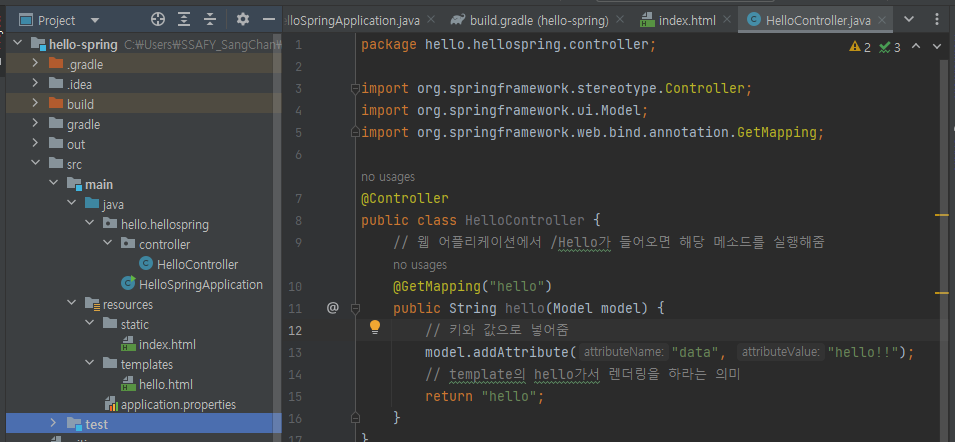 Project
lloSpringApplication.java
build.gradle (hello-spring)
index.html
HelloController.java
hello-spring C:₩Users₩SSAFY_SangChan
.gradle
.idea
build
gradle
out
src
main
java
hello.hellospring
controller
HelloController
HelloSpringApplication
resources
static
index.html
templates
hello.html
application.properties
test
2 3
1 package hello.hellospring.controller;
2
3 import org.springframework.stereotype.Controller;
4 import org.springframework.ui.Model;
5 import org.springframework.web.bind.annotation.GetMapping;
6
no usages
7 @Controller
8 public class HelloController {
9 // 웹 어플리케이션에서 /Hello가 들어오면 해당 메소드를 실행해줌
no usages
10 @GetMapping("hello")
11 @ public String hello(Model model) {
12 // 키와 값으로 넣어줌
13 model.addAttribute( attributeName: "data", attributeValue: "hello!!");
14 // template의 hello가서 렌더링을 하라는 의미
15 return "hello";
16 }
17 }